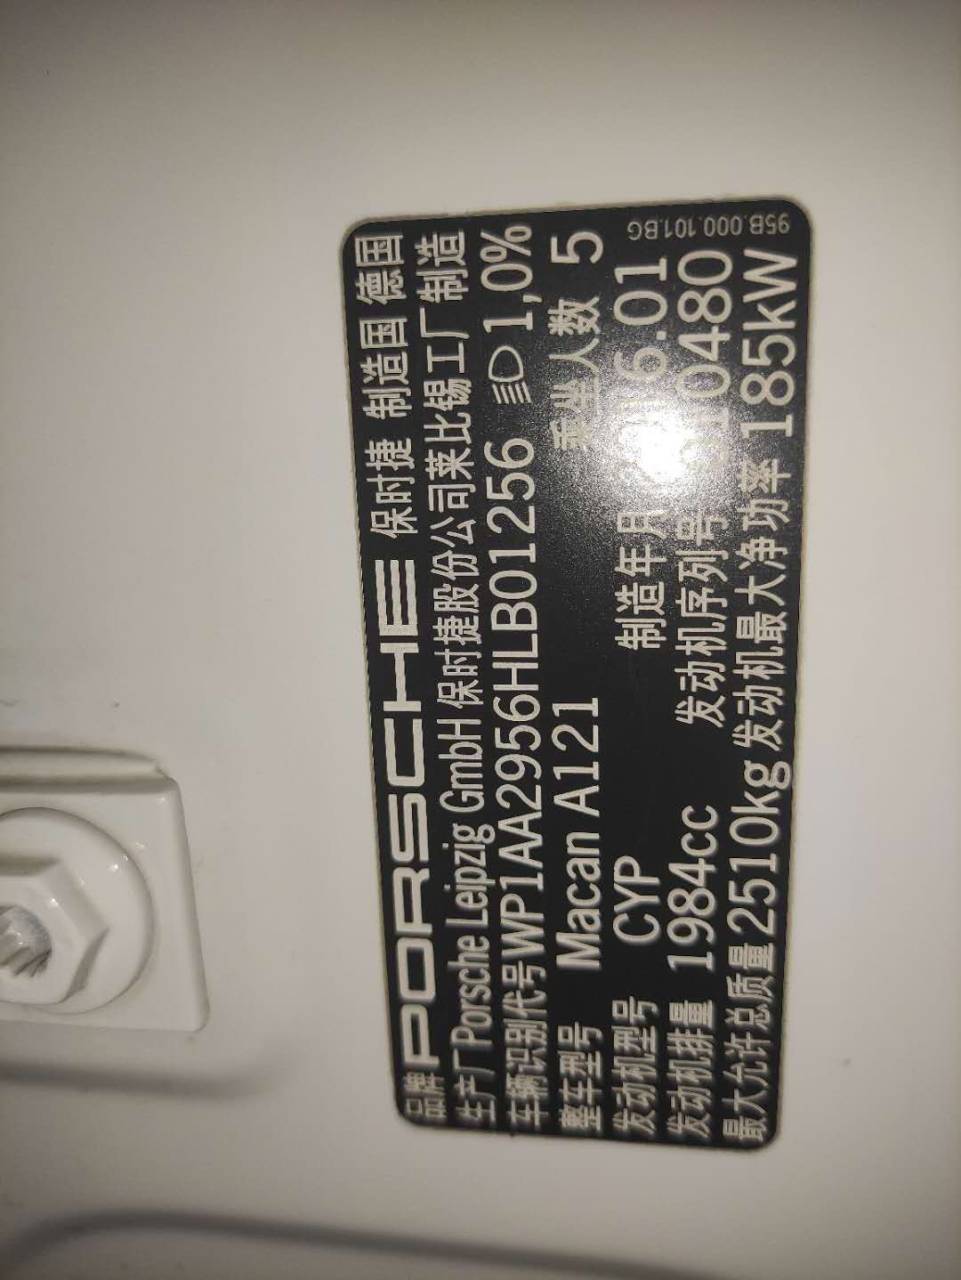 品牌 PORSCHE 保时捷 制造国 德国
生产厂 Porsche Leipzig GmbH 保时捷股份公司莱比锡工厂制造
车辆识别代号 WP1AA2956HLB01256 1,0%
整车型号 Macan A121 乘坐人数 5
发动机型号 CYP 制造年月 2016.01
发动机排量 1984cc 发动机序列号
最大允许总质量 2510kg 发动机最大净功率 185kW
95B.000.101.BG